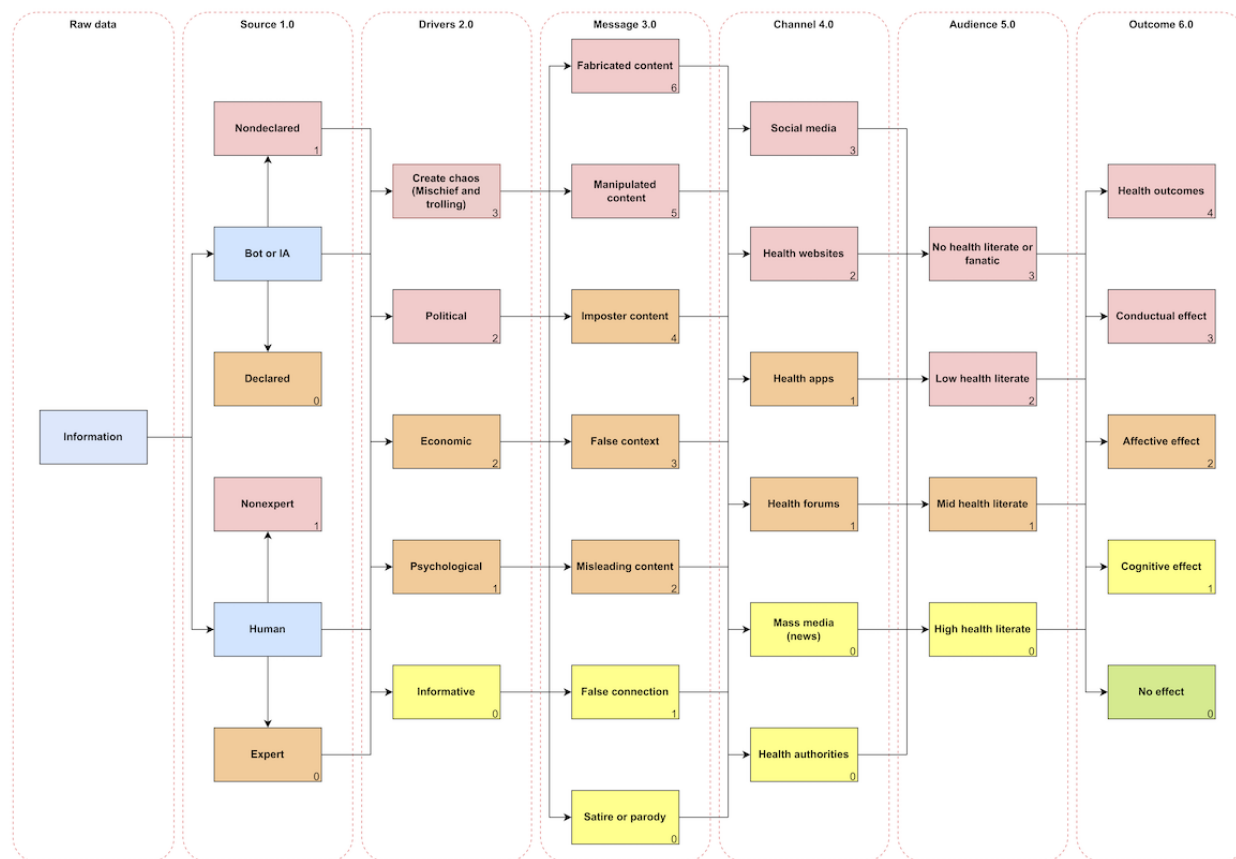 Raw data
Source 1.0
Drivers 2.0
Message 3.0
Channel 4.0
Audience 5.0
Outcome 6.0
Information
Nondeclared
1
Bot or IA
Declared
0
Nonexpert
1
Human
Expert
0
Create chaos
(Mischief and
trolling)
3
Political
2
Economic
2
Psychological
1
Informative
0
Fabricated content
6
Manipulated
content
5
Imposter content
4
False context
3
Misleading content
2
False connection
1
Satire or parody
0
Social media
3
Health websites
2
Health apps
1
Health forums
1
Mass media
(news)
0
Health authorities
0
No health literate or
fanatic
3
Low health literate
2
Mid health literate
1
High health literate
0
Health outcomes
4
Conductual effect
3
Affective effect
2
Cognitive effect
1
No effect
0